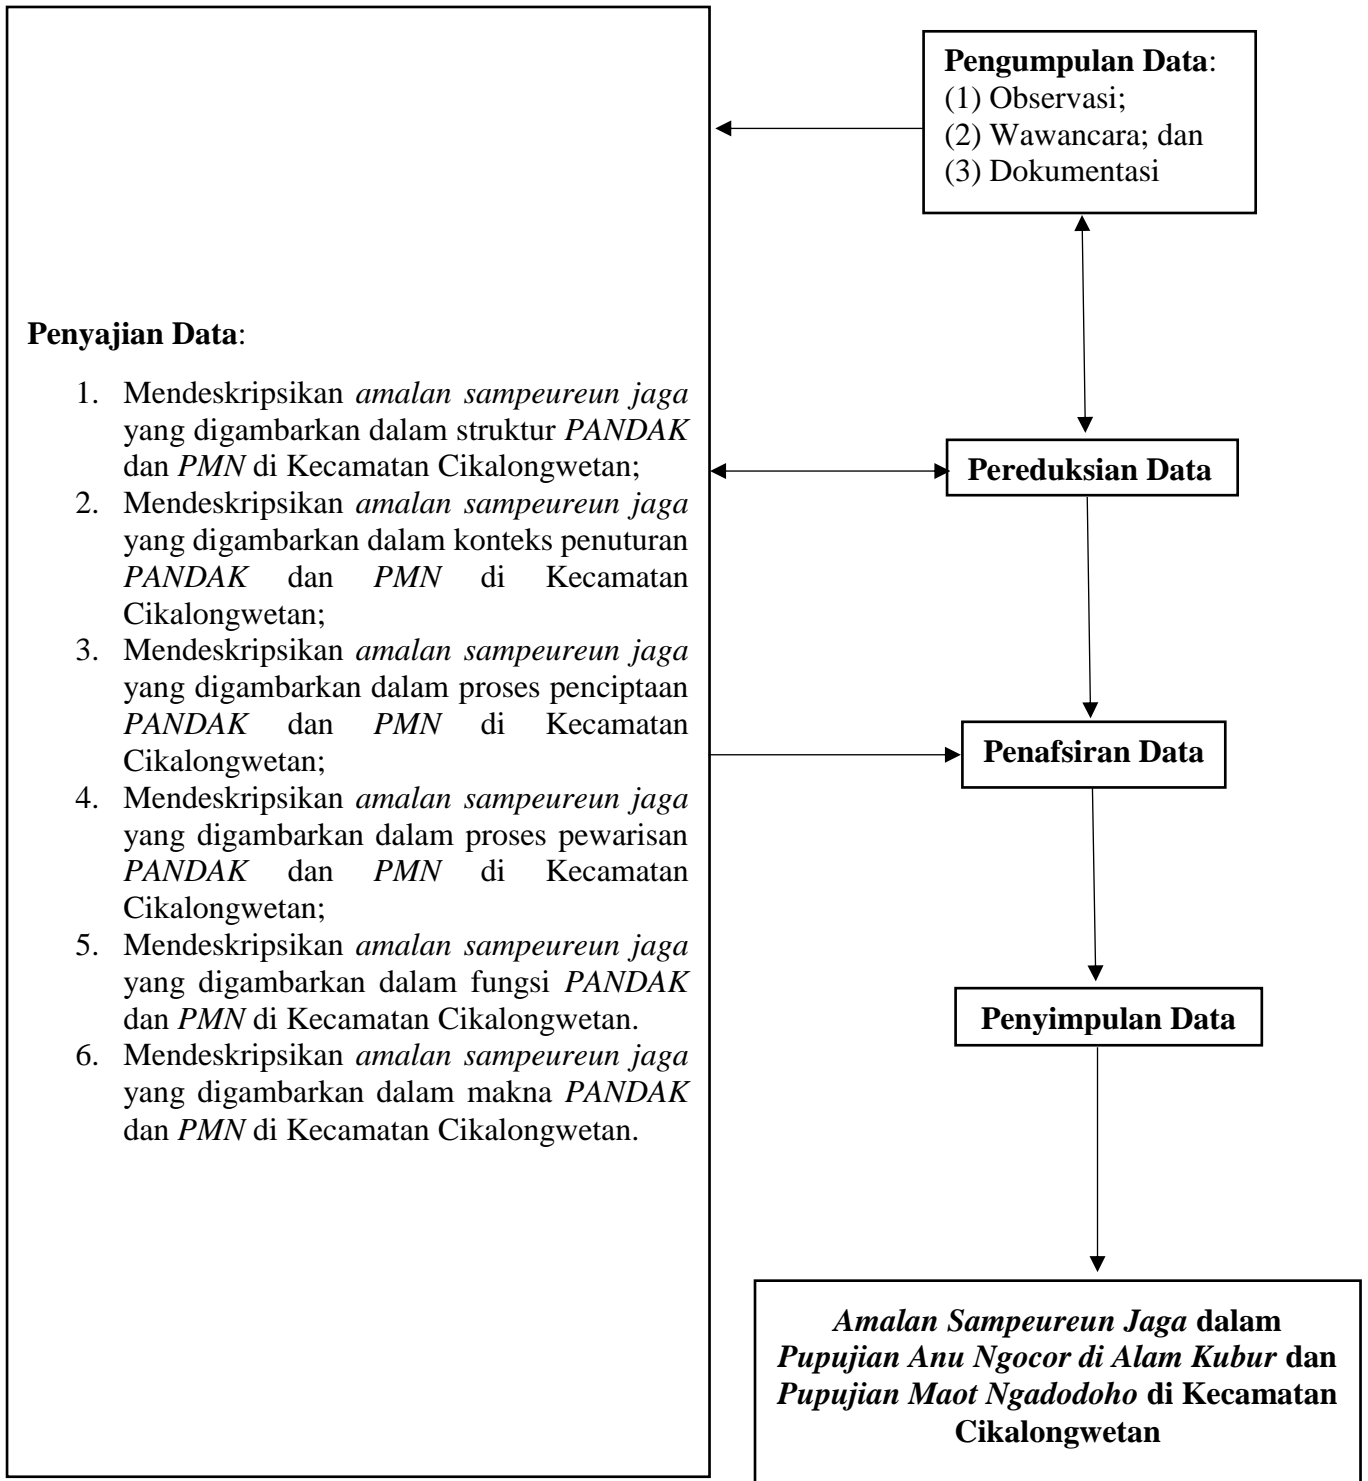 Pengumpulan Data:
(1) Observasi;
(2) Wawancara; dan
(3) Dokumentasi
Penyajian Data:
1. Mendeskripsikan amalan sampeureun jaga
yang digambarkan dalam struktur PANDAK
dan PMN di Kecamatan Cikalongwetan;
2. Mendeskripsikan amalan sampeureun jaga
yang digambarkan dalam konteks penuturan
PANDAK dan PMN di Kecamatan
Cikalongwetan;
3. Mendeskripsikan amalan sampeureun jaga
yang digambarkan dalam proses penciptaan
PANDAK dan PMN di Kecamatan
Cikalongwetan;
4. Mendeskripsikan amalan sampeureun jaga
yang digambarkan dalam proses pewarisan
PANDAK dan PMN di Kecamatan
Cikalongwetan;
5. Mendeskripsikan amalan sampeureun jaga
yang digambarkan dalam fungsi PANDAK
dan PMN di Kecamatan Cikalongwetan.
6. Mendeskripsikan amalan sampeureun jaga
yang digambarkan dalam makna PANDAK
dan PMN di Kecamatan Cikalongwetan.
Pereduksian Data
Penafsiran Data
Penyimpulan Data
Amalan Sampeureun Jaga dalam
Pupujian Anu Ngocor di Alam Kubur dan
Pupujian Maot Ngadodoho di Kecamatan
Cikalongwetan